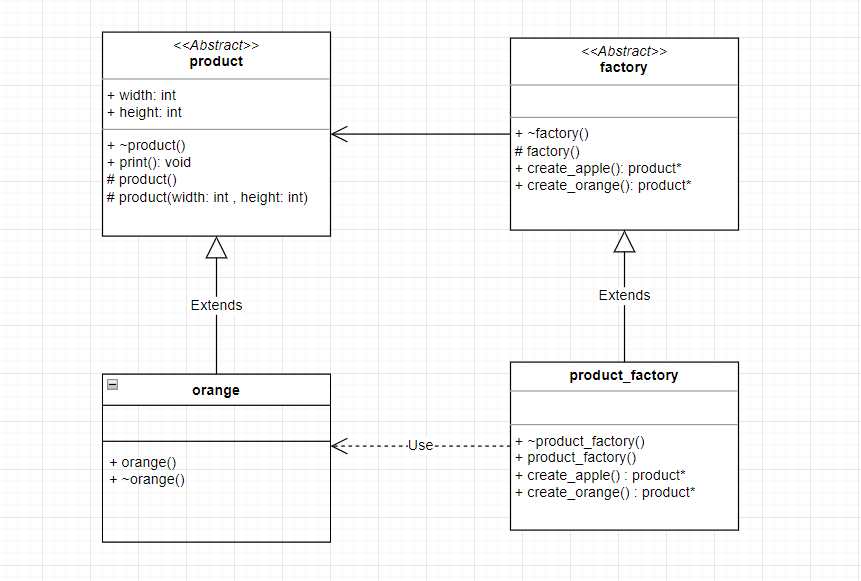 <<Abstract>>
product
+ width: int
+ height: int
+ ~product()
+ print(): void
# product()
# product(width: int , height: int)
<<Abstract>>
factory
+ ~factory()
# factory()
+ create_apple(): product*
+ create_orange(): product*
Extends
Extends
orange
+ orange()
+ ~orange()
Use
product_factory
+ ~product_factory()
+ product_factory()
+ create_apple() : product*
+ create_orange() : product*